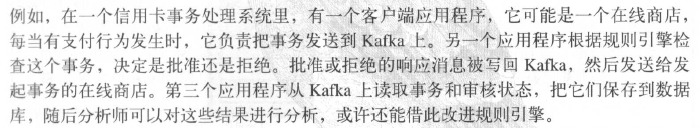 例如，在一个信用卡事务处理系统里，有一个客户端应用程序，它可能是一个在线商店，
每当有支付行为发生时，它负责把事务发送到 Kafka 上。另一个应用程序根据规则引擎检
查这个事务，决定是批准还是拒绝。批准或拒绝的响应消息被写回 Kafka，然后发送给发
起事务的在线商店。第三个应用程序从 Kafka 上读取事务和审核状态，把它们保存到数据
库，随后分析师可以对这些结果进行分析，或许还能借此改进规则引擎。